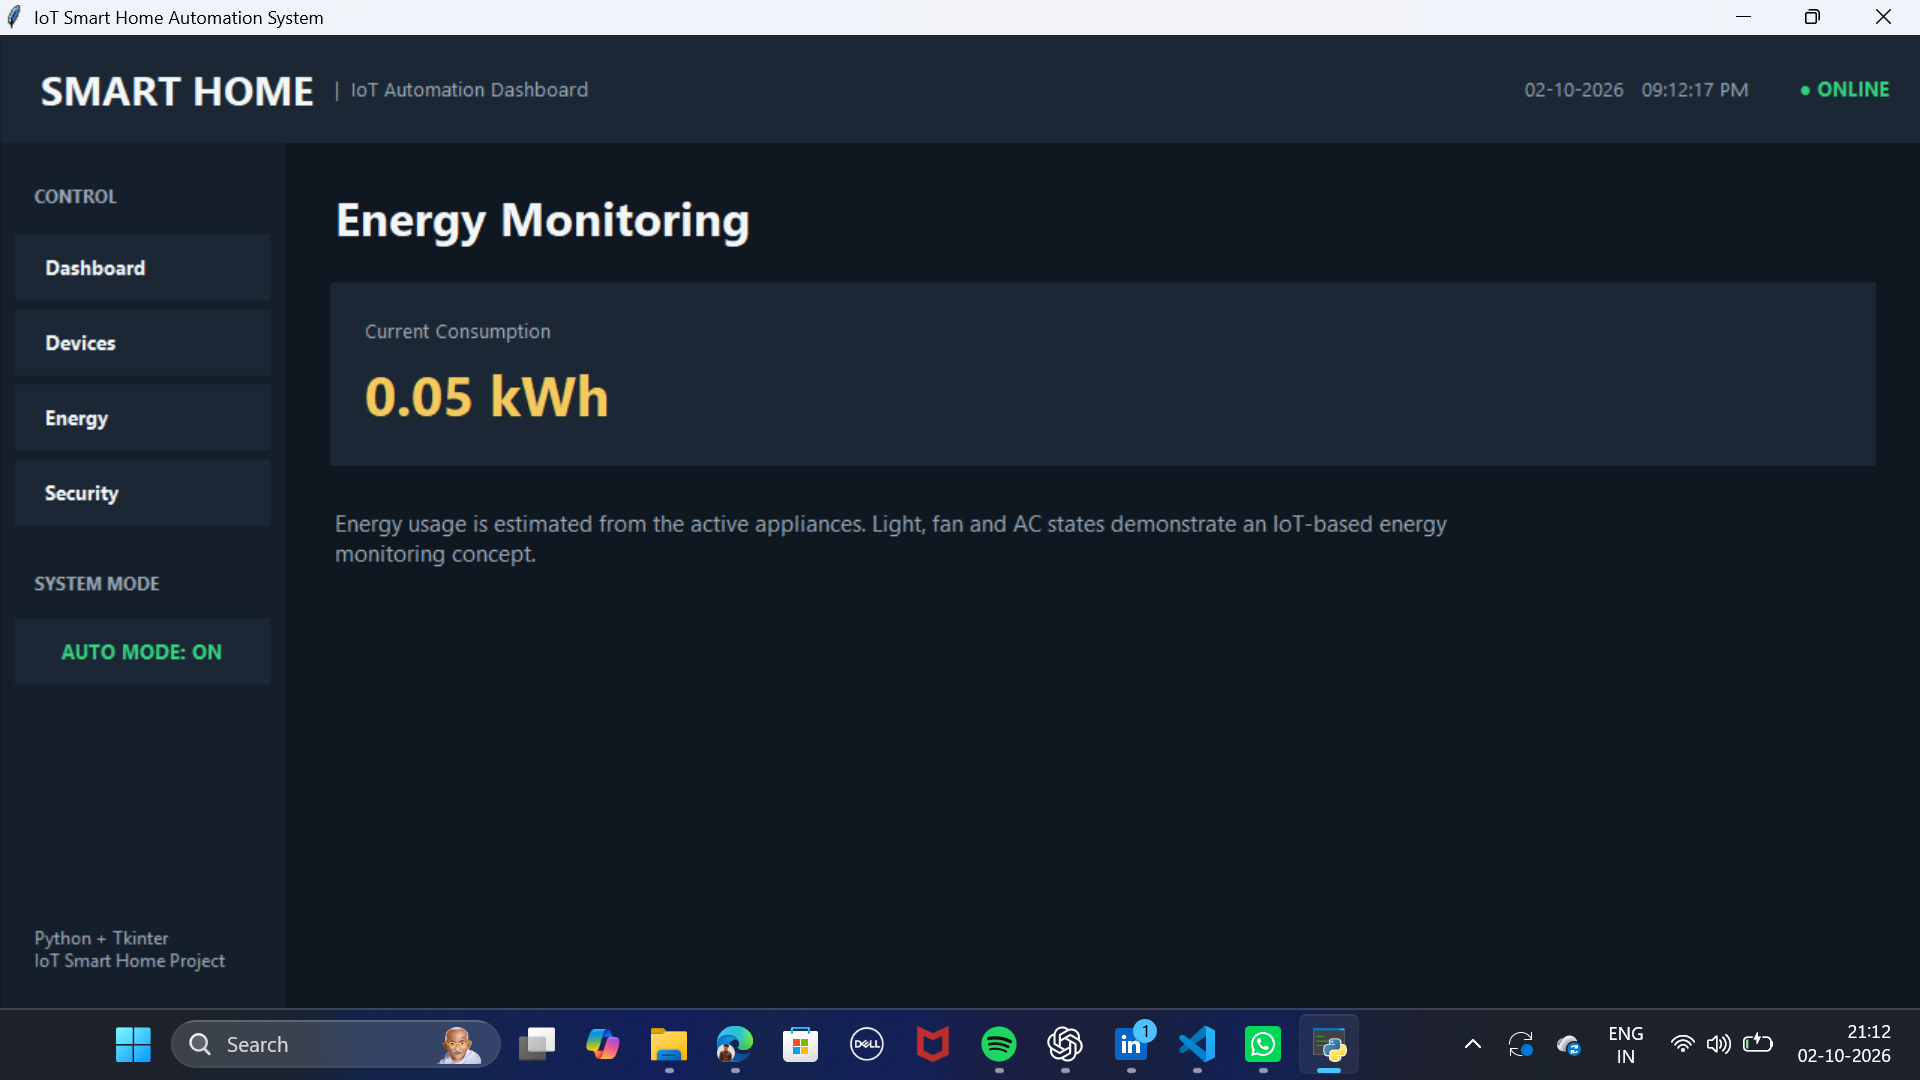 IoT Smart Home Automation System
SMART HOME | IoT Automation Dashboard
02-10-2026 09:12:17 PM ● ONLINE
CONTROL
Dashboard
Devices
Energy
Security
SYSTEM MODE
AUTO MODE: ON
Python + Tkinter
IoT Smart Home Project
Energy Monitoring
Current Consumption
0.05 kWh
Energy usage is estimated from the active appliances. Light, fan and AC states demonstrate an IoT-based energy
monitoring concept.
Search
DELL
in
1
ENG
IN
21:12
02-10-2026